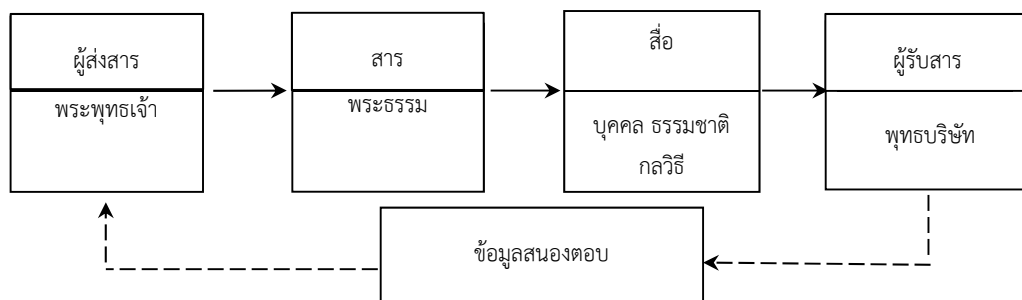 ผู้ส่งสาร
พระพุทธเจ้า
สาร
พระธรรม
สื่อ
บุคคล ธรรมชาติ
กลวิธี
ผู้รับสาร
พุทธบริษัท
ข้อมูลสนองตอบ